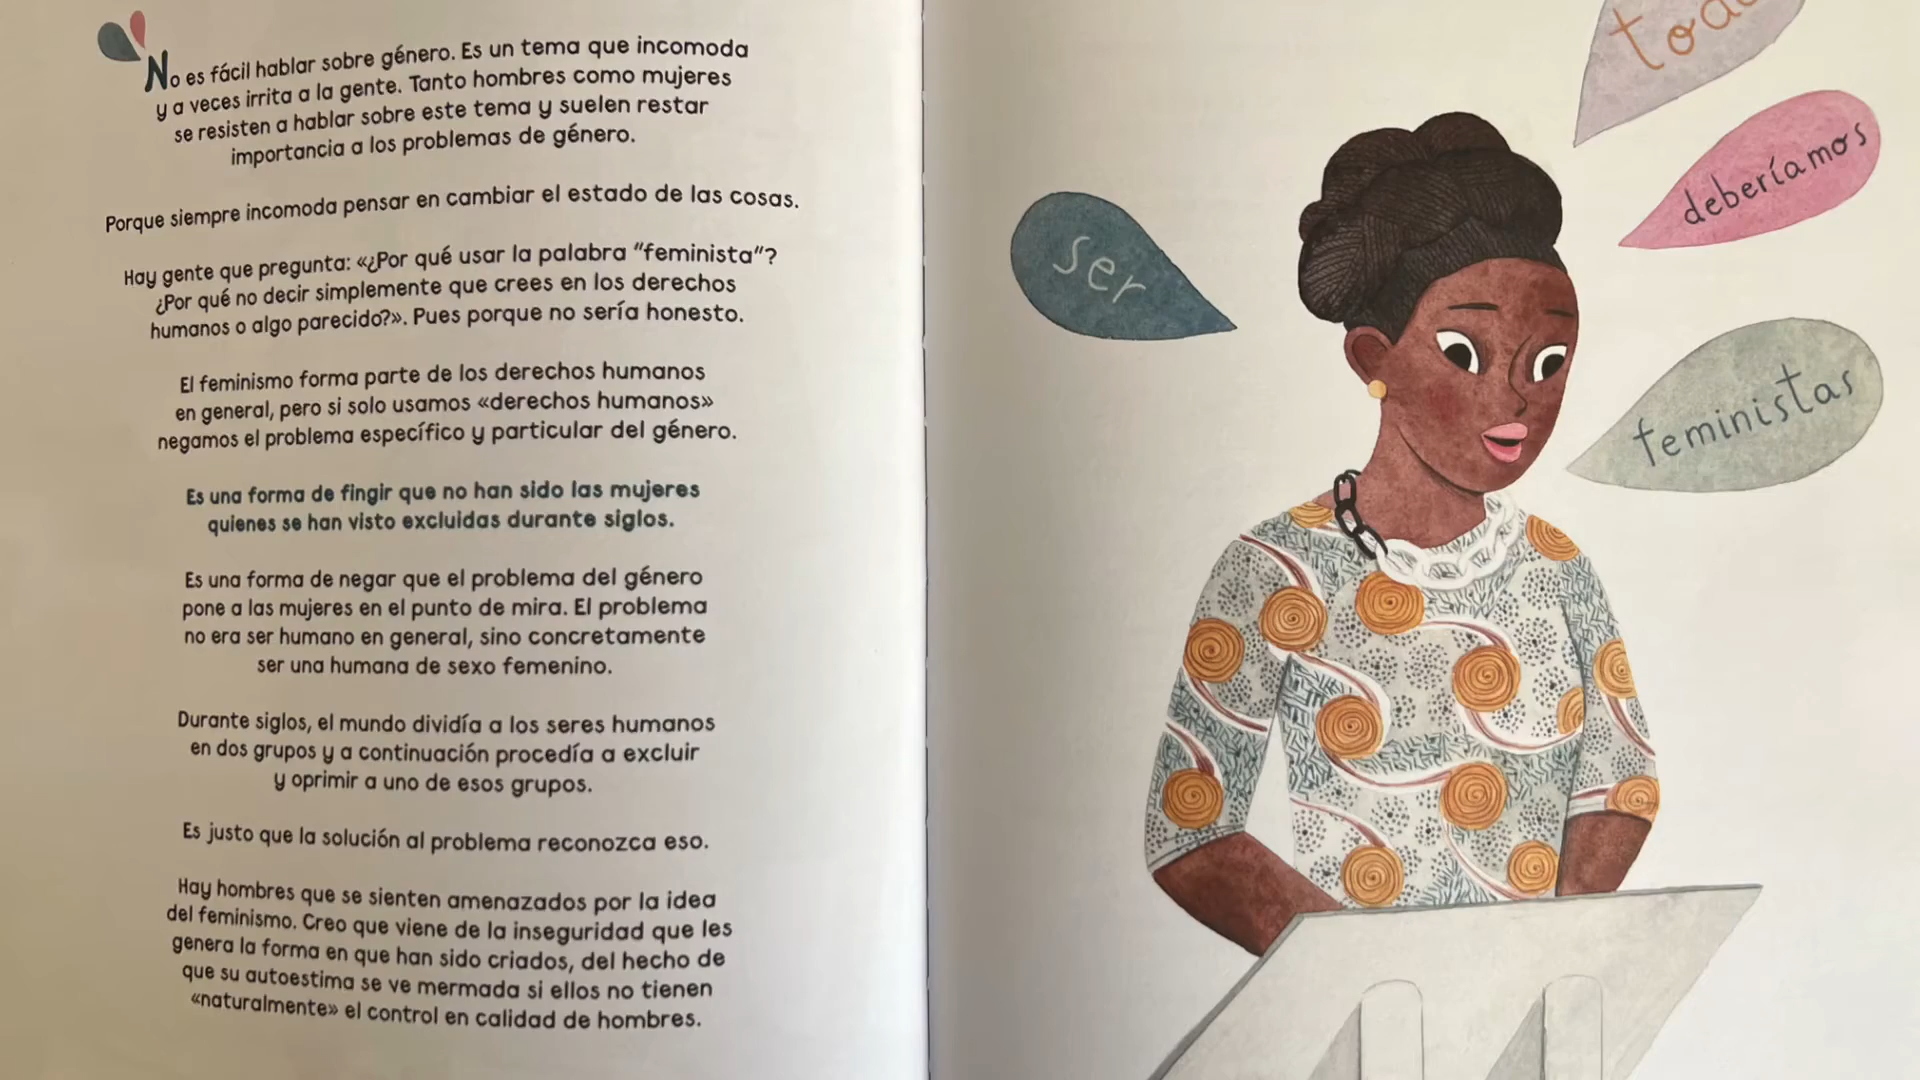 No es fácil hablar sobre género. Es un tema que incomoda
y a veces irrita a la gente. Tanto hombres como mujeres
se resisten a hablar sobre este tema y suelen restar
importancia a los problemas de género.
Porque siempre incomoda pensar en cambiar el estado de las cosas.
Hay gente que pregunta: «¿Por qué usar la palabra "feminista"?
¿Por qué no decir simplemente que crees en los derechos
humanos o algo parecido?». Pues porque no sería honesto.
El feminismo forma parte de los derechos humanos
en general, pero si solo usamos «derechos humanos»
negamos el problema específico y particular del género.
Es una forma de fingir que no han sido las mujeres
quienes se han visto excluidas durante siglos.
Es una forma de negar que el problema del género
pone a las mujeres en el punto de mira. El problema
no era ser humano en general, sino concretamente
ser una humana de sexo femenino.
Durante siglos, el mundo dividía a los seres humanos
en dos grupos y a continuación procedía a excluir
y oprimir a uno de esos grupos.
Es justo que la solución al problema reconozca eso.
Hay hombres que se sienten amenazados por la idea
del feminismo. Creo que viene de la inseguridad que les
genera la forma en que han sido criados, del hecho de
que su autoestima se ve mermada si ellos no tienen
«naturalmente» el control en calidad de hombres.
deberíamos
ser
feministas